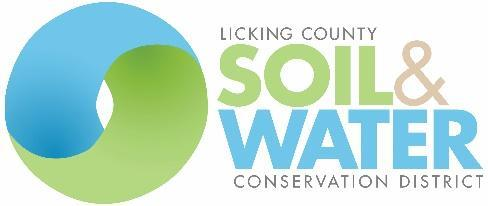 LICKING COUNTY
SOIL&
WATER
CONSERVATION DISTRICT